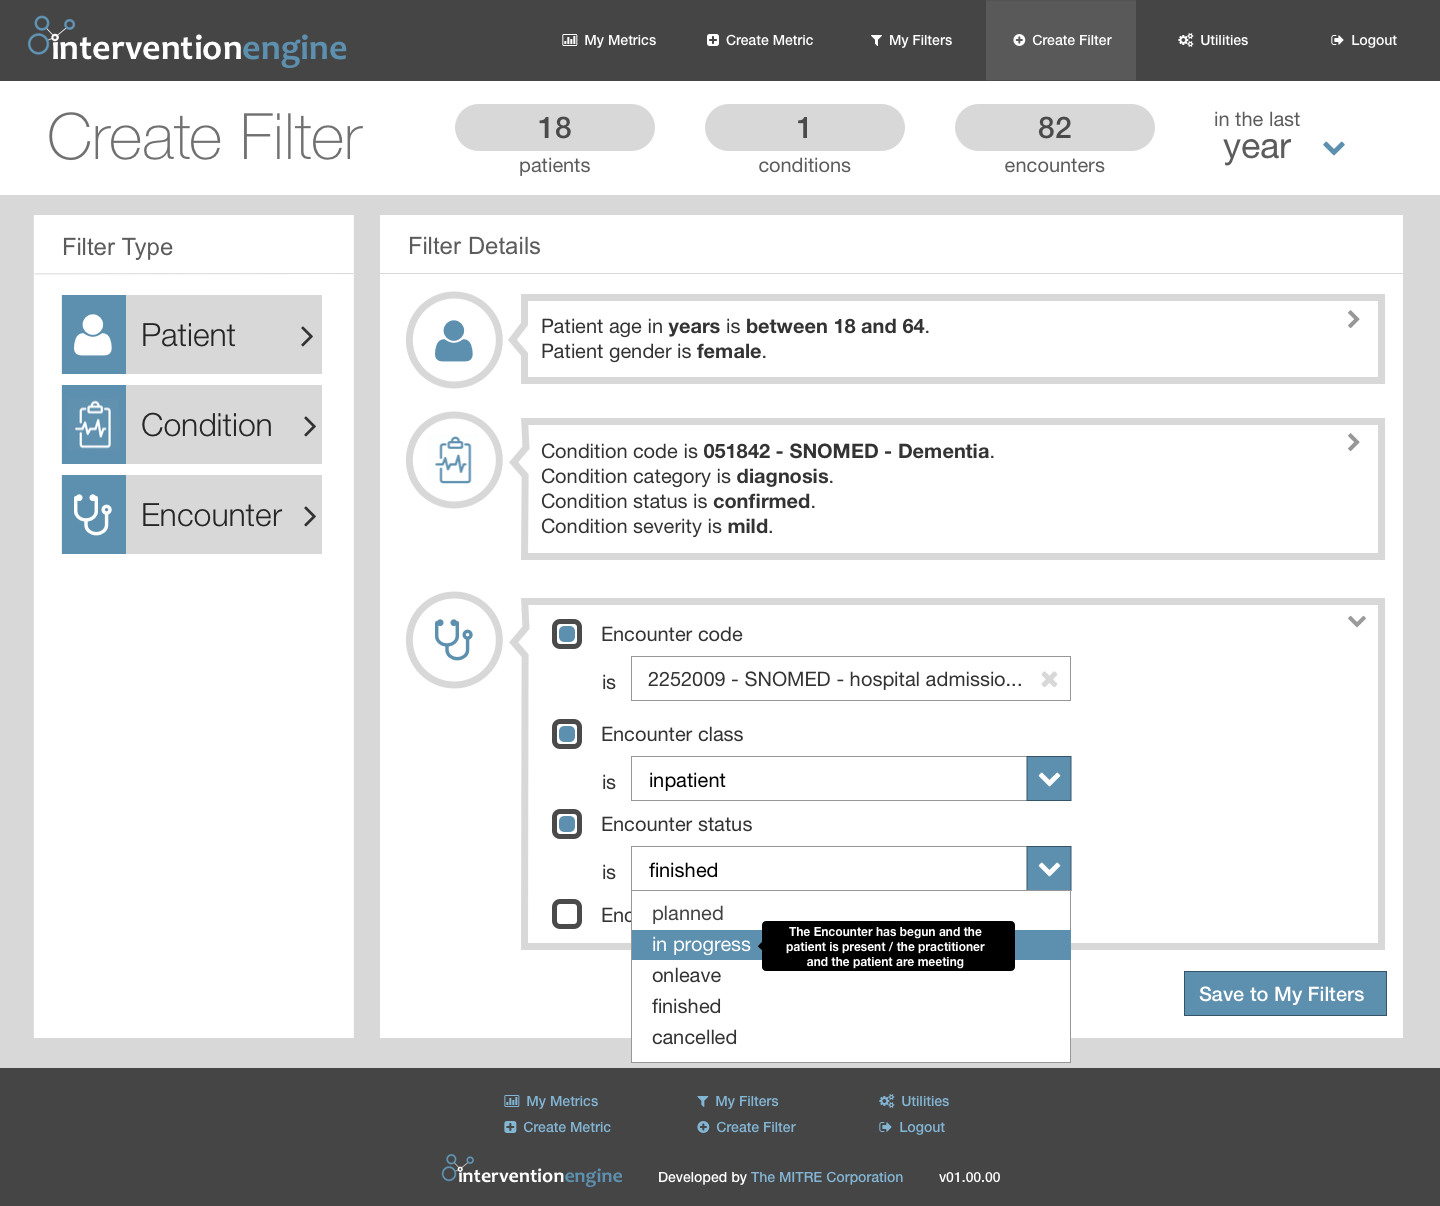 interventionengine
My Metrics
Create Metric
My Filters
Create Filter
Utilities
Logout
Create Filter
18
patients
1
conditions
82
encounters
in the last
year
Filter Type
Patient
Condition
Encounter
Filter Details
Patient age in years is between 18 and 64.
Patient gender is female.
Condition code is 051842 - SNOMED - Dementia.
Condition category is diagnosis.
Condition status is confirmed.
Condition severity is mild.
Encounter code
is 2252009 - SNOMED - hospital admissio...
Encounter class
is inpatient
Encounter status
is finished
planned
in progress
The Encounter has begun and the
patient is present / the practitioner
and the patient are meeting
onleave
finished
cancelled
Save to My Filters
My Metrics
My Filters
Utilities
Create Metric
Create Filter
Logout
interventionengine
Developed by The MITRE Corporation
v01.00.00